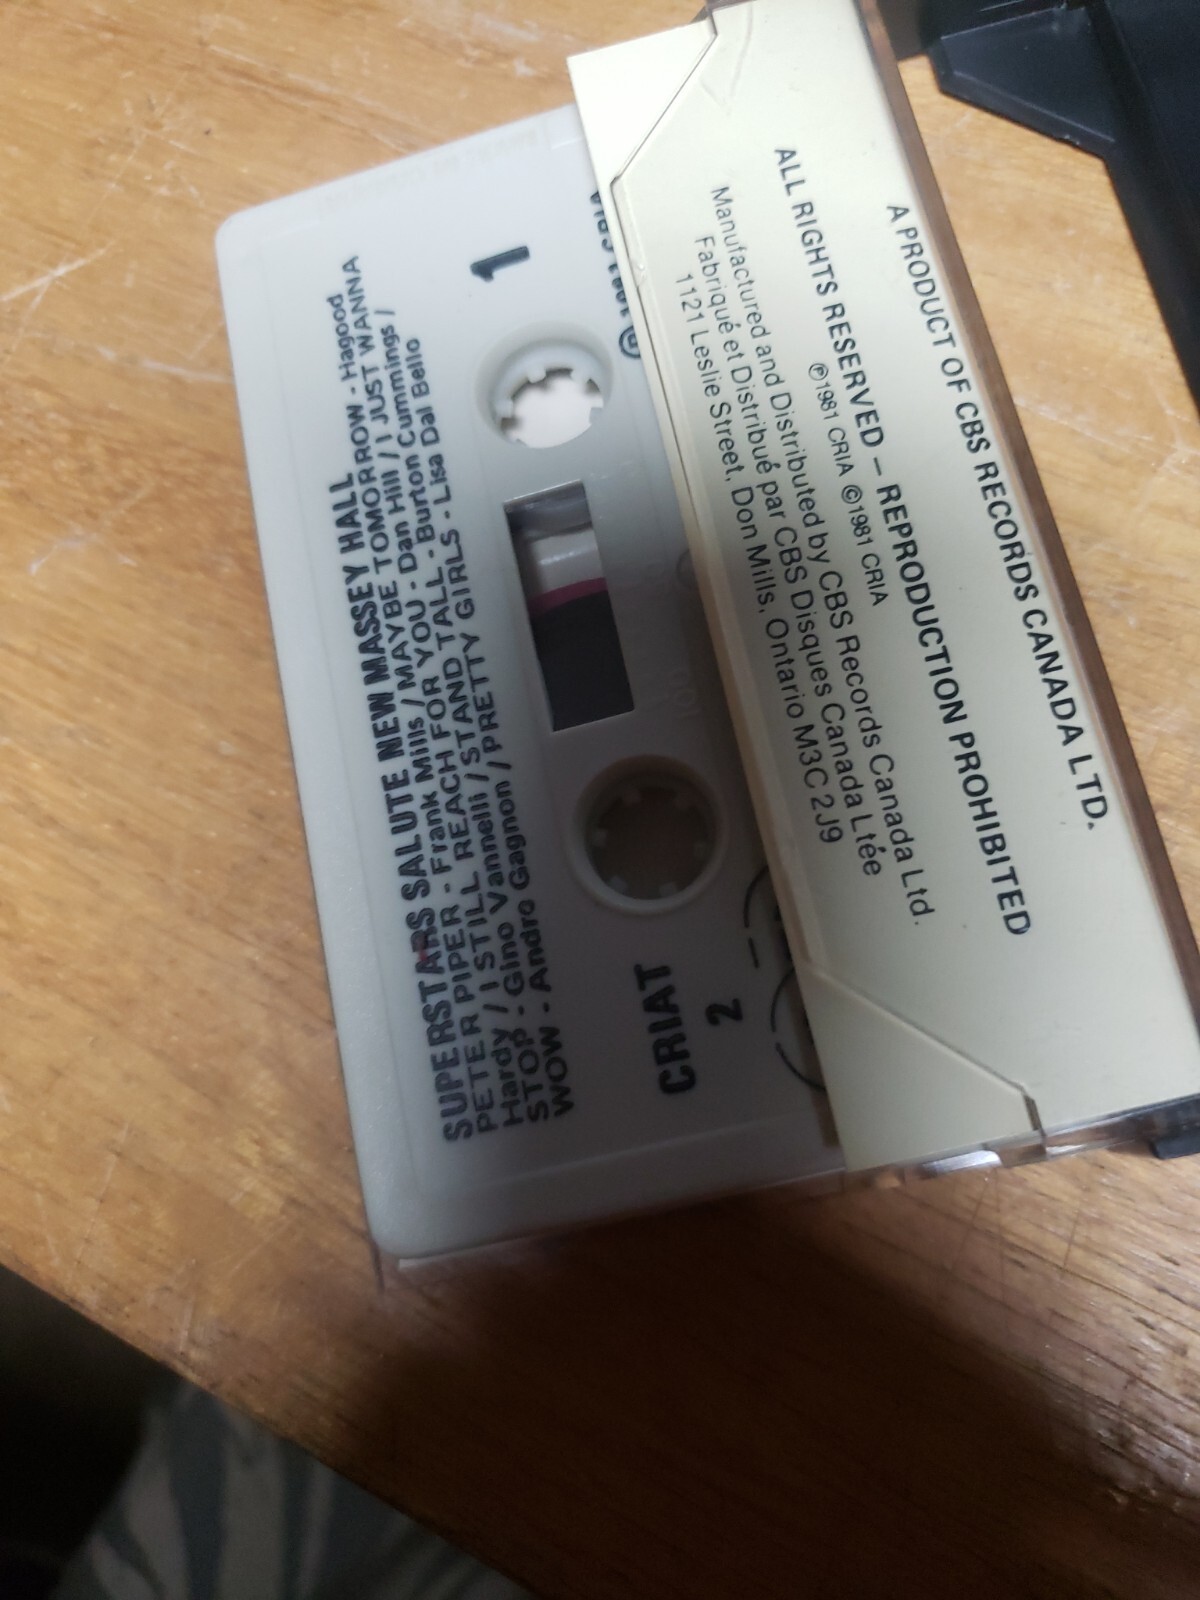 SUPERSTARS SALUTE NEW MASSEY HALL
PETER PIPER - Frank Mills / MAYBE TOMORROW - Hagood
Hardy / I STILL REACH FOR YOU - Dan Hill / I JUST WANNA
STOP - Gino Vannelli / STAND TALL - Burton Cummings /
WOW - Andre Gagnon / PRETTY GIRLS - Lisa Dal Bello
1
CRIAT
2
A PRODUCT OF CBS RECORDS CANADA LTD.
ALL RIGHTS RESERVED — REPRODUCTION PROHIBITED
℗1981 CRIA ©1981 CRIA
Manufactured and Distributed by CBS Records Canada Ltd.
Fabriqué et Distribué par CBS Disques Canada Ltée
1121 Leslie Street, Don Mills, Ontario M3C 2J9